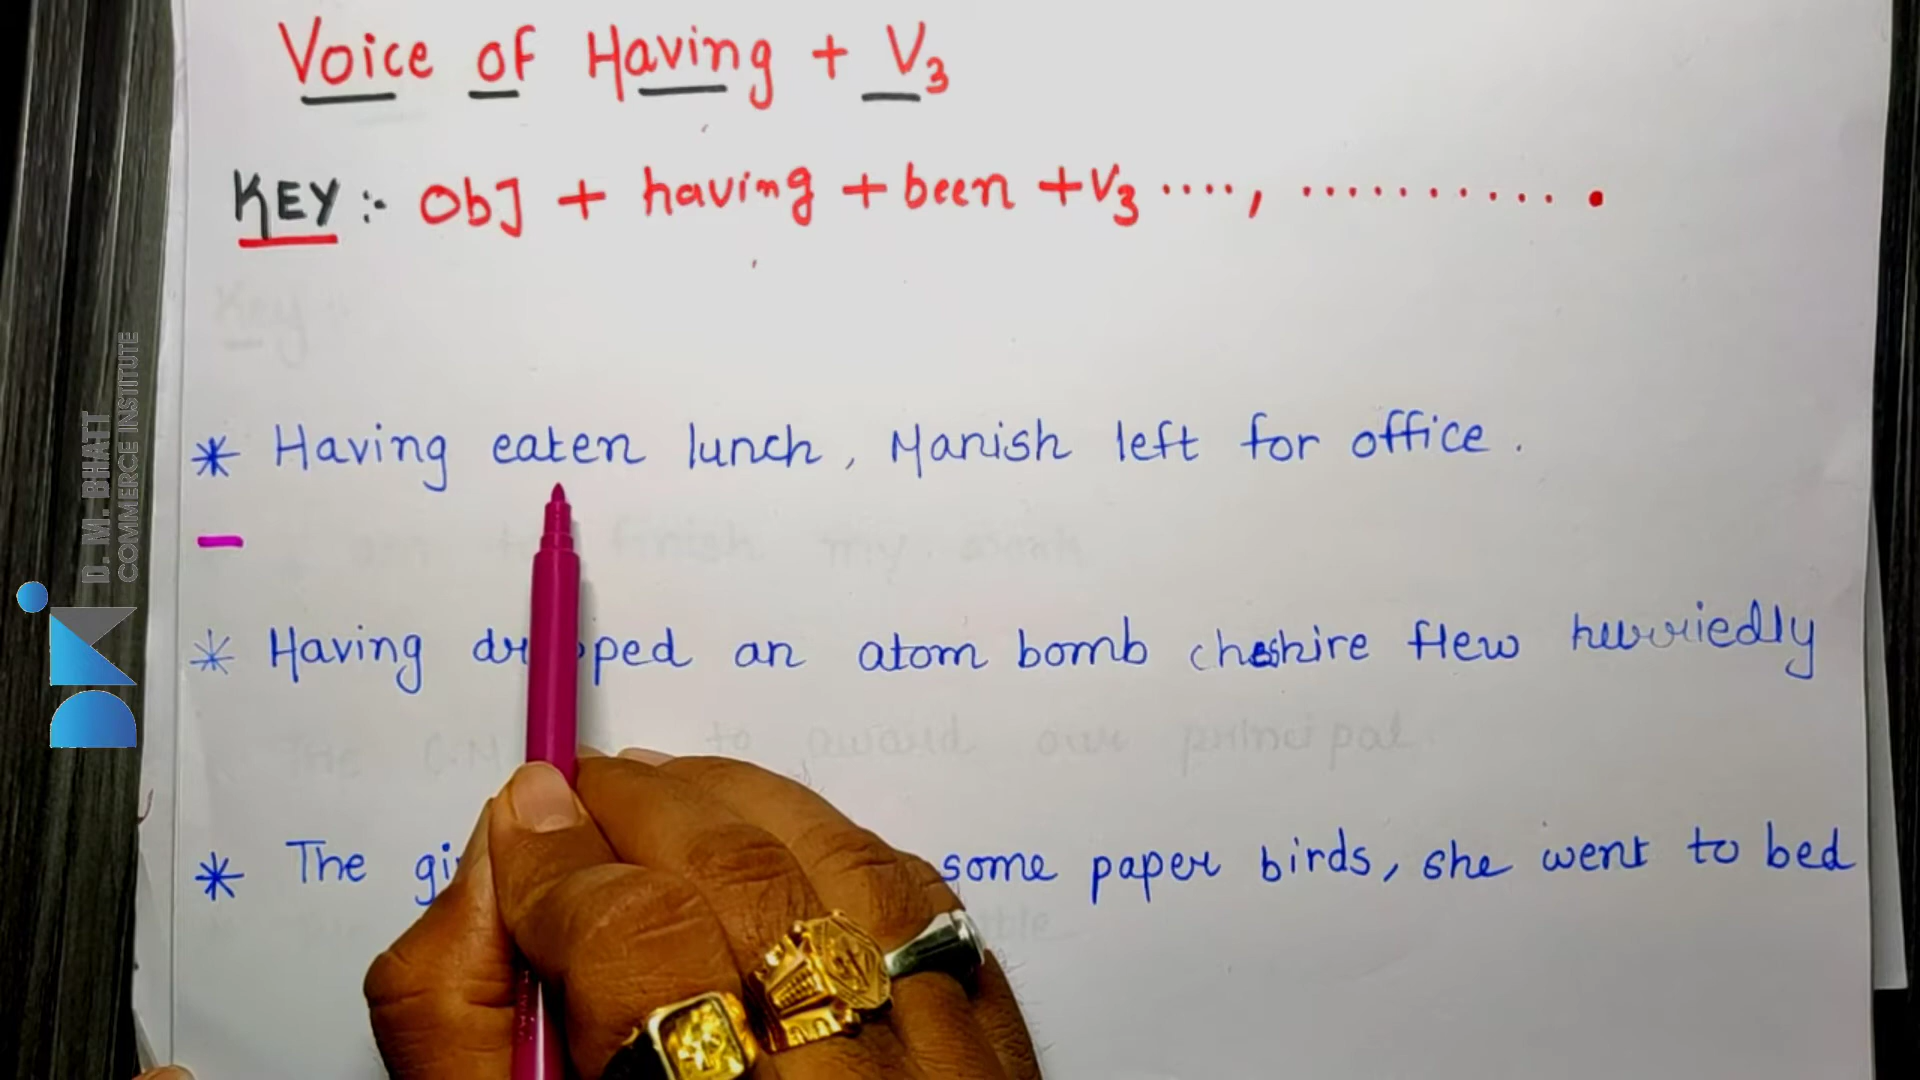 Voice of Having + V3
KEY :- Obj + having + been + V3 ...., ........... .
* Having eaten lunch, Manish left for office.
* Having an atom bomb cheshire flew hurriedly
* The some paper birds, she went to bed
D. M. BHATT
COMMERCE INSTITUTE